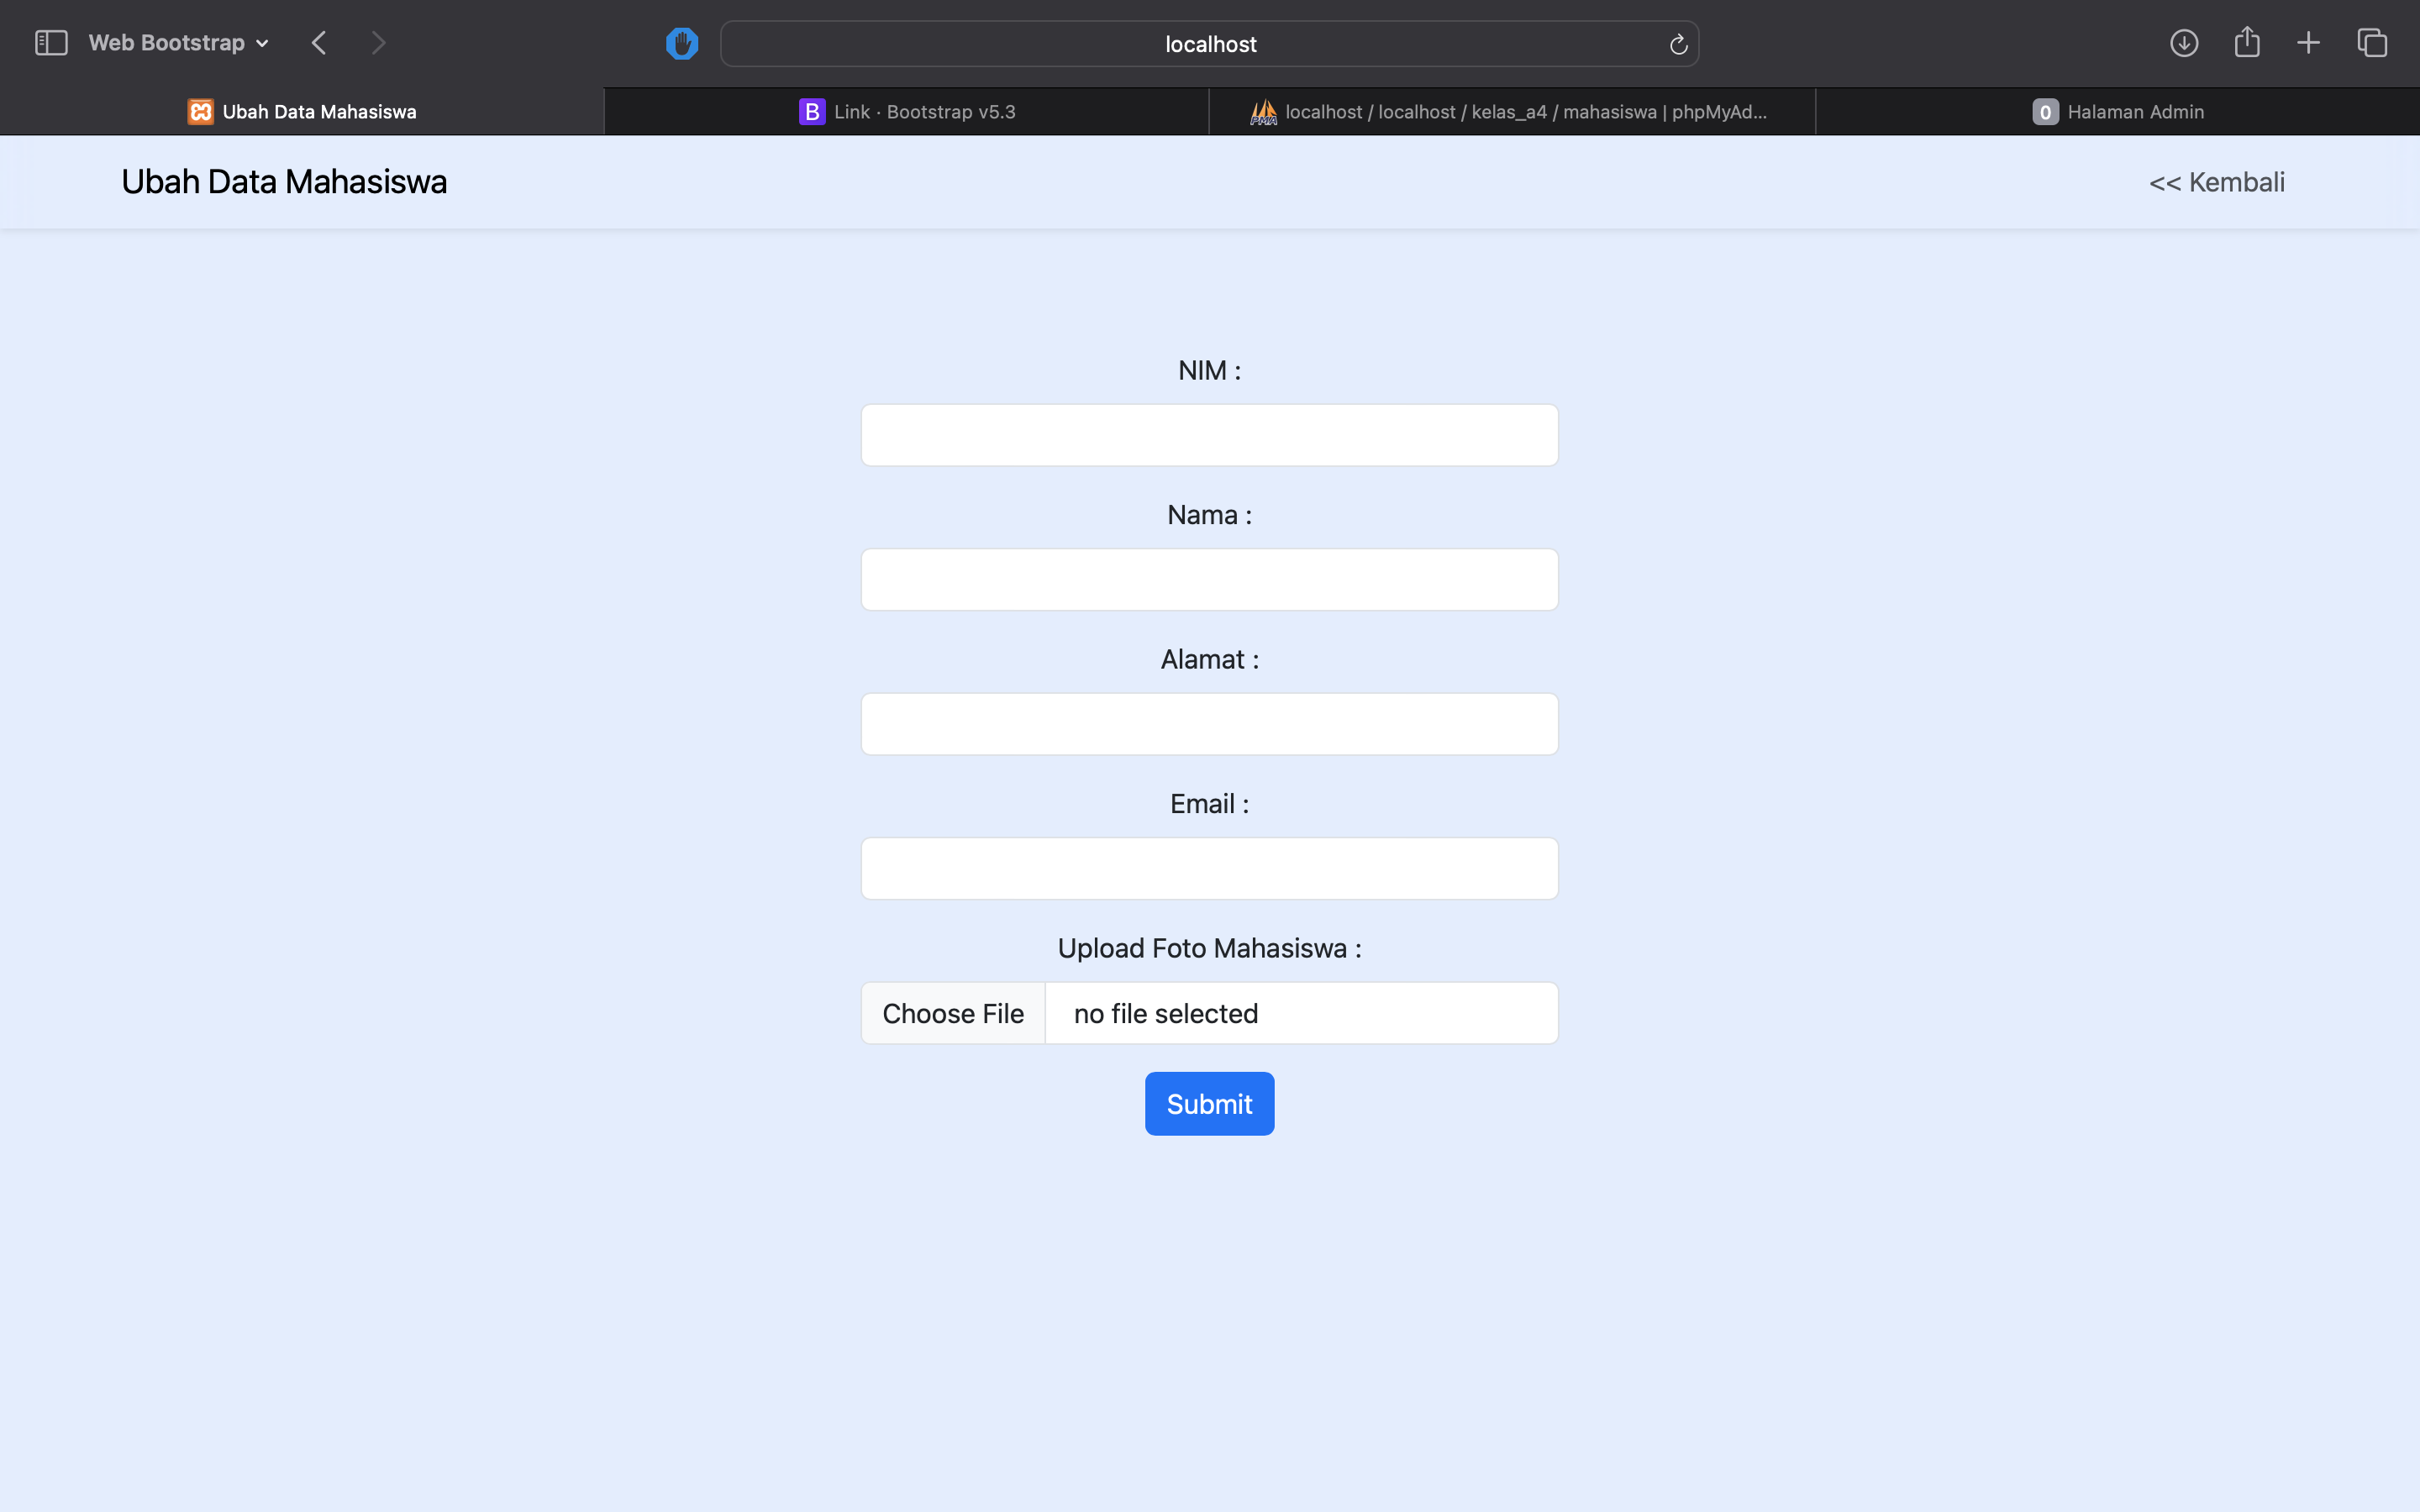 Web Bootstrap
localhost
Ubah Data Mahasiswa
B Link · Bootstrap v5.3
PMA localhost / localhost / kelas_a4 / mahasiswa | phpMyAd...
0 Halaman Admin
Ubah Data Mahasiswa
<< Kembali
NIM :
Nama :
Alamat :
Email :
Upload Foto Mahasiswa :
Choose File no file selected
Submit